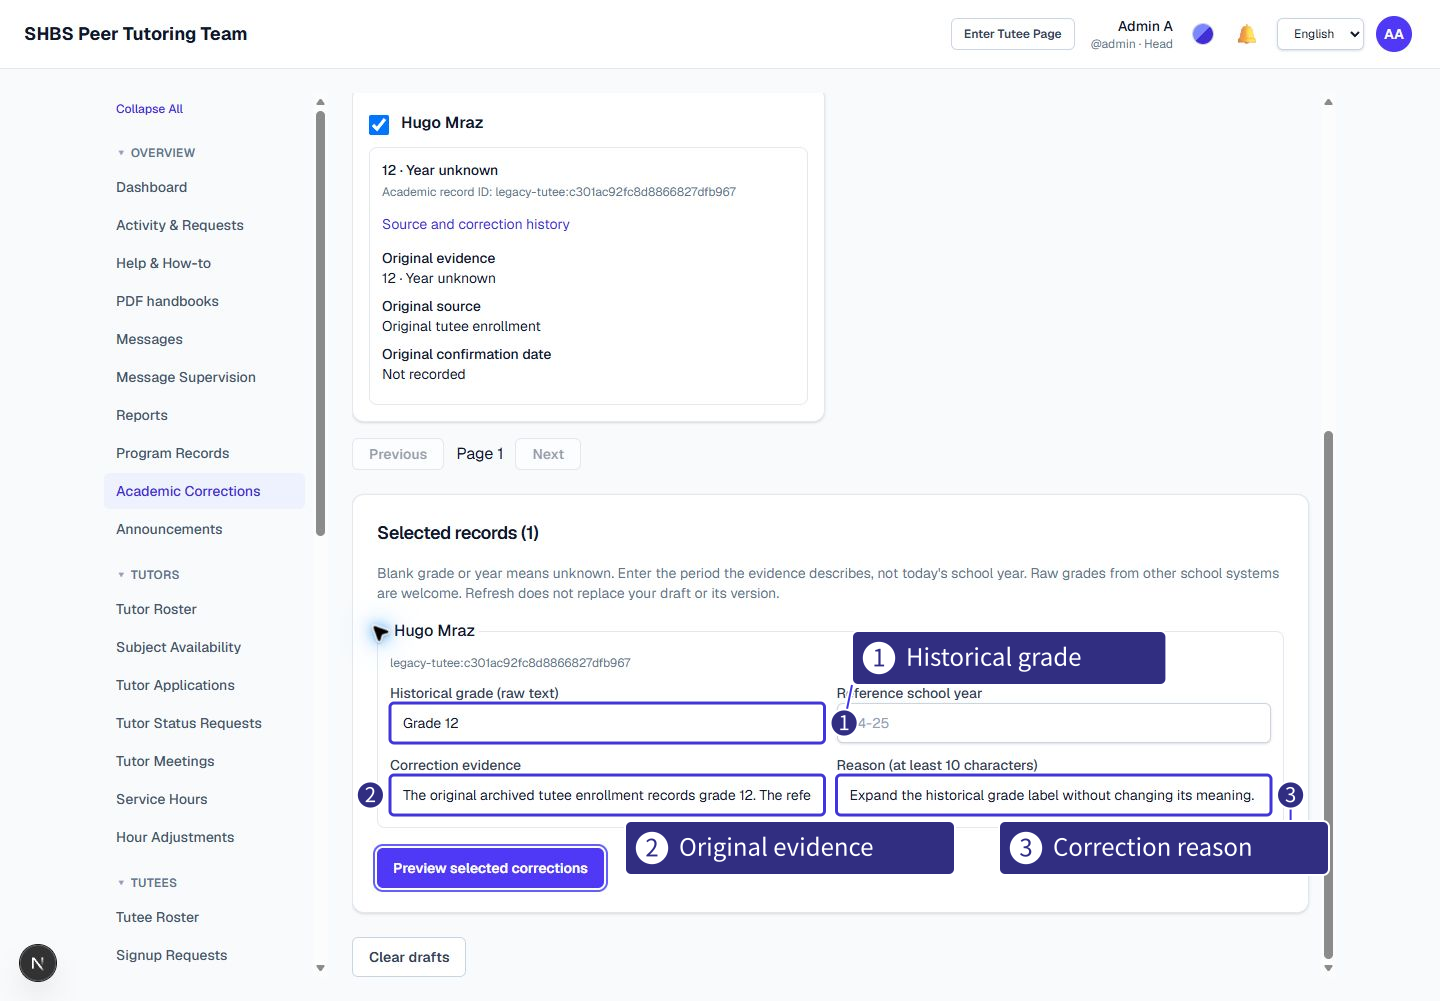 SHBS Peer Tutoring Team
Enter Tutee Page
Admin A
@admin · Head
English
AA
Collapse All
OVERVIEW
Dashboard
Activity & Requests
Help & How-to
PDF handbooks
Messages
Message Supervision
Reports
Program Records
Academic Corrections
Announcements
TUTORS
Tutor Roster
Subject Availability
Tutor Applications
Tutor Status Requests
Tutor Meetings
Service Hours
Hour Adjustments
TUTEES
Tutee Roster
Signup Requests
N
Hugo Mraz
12 · Year unknown
Academic record ID: legacy-tutee:c301ac92fc8d8866827dfb967
Source and correction history
Original evidence
12 · Year unknown
Original source
Original tutee enrollment
Original confirmation date
Not recorded
Previous
Page 1
Next
Selected records (1)
Blank grade or year means unknown. Enter the period the evidence describes, not today's school year. Raw grades from other school systems
are welcome. Refresh does not replace your draft or its version.
Hugo Mraz
legacy-tutee:c301ac92fc8d8866827dfb967
1 Historical grade
Historical grade (raw text)
Grade 12
1
school year
4-25
Correction evidence
2
The original archived tutee enrollment records grade 12. The refe
Reason (at least 10 characters)
Expand the historical grade label without changing its meaning.
3
2 Original evidence
3 Correction reason
Preview selected corrections
Clear drafts